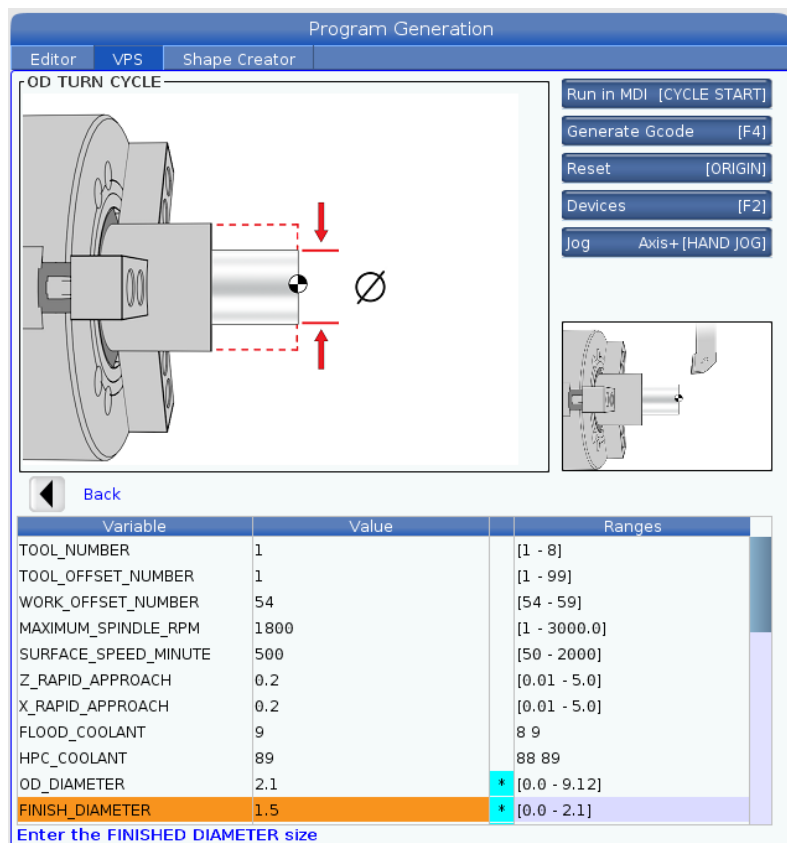 Program Generation
Editor VPS Shape Creator
OD TURN CYCLE
Run in MDI [CYCLE START]
Generate Gcode [F4]
Reset [ORIGIN]
Devices [F2]
Jog Axis+[HAND JOG]
Ø
Back
Variable Value Ranges
TOOL_NUMBER 1 [1 - 8]
TOOL_OFFSET_NUMBER 1 [1 - 99]
WORK_OFFSET_NUMBER 54 [54 - 59]
MAXIMUM_SPINDLE_RPM 1800 [1 - 3000.0]
SURFACE_SPEED_MINUTE 500 [50 - 2000]
Z_RAPID_APPROACH 0.2 [0.01 - 5.0]
X_RAPID_APPROACH 0.2 [0.01 - 5.0]
FLOOD_COOLANT 9 8 9
HPC_COOLANT 89 88 89
OD_DIAMETER 2.1 * [0.0 - 9.12]
FINISH_DIAMETER 1.5 * [0.0 - 2.1]
Enter the FINISHED DIAMETER size